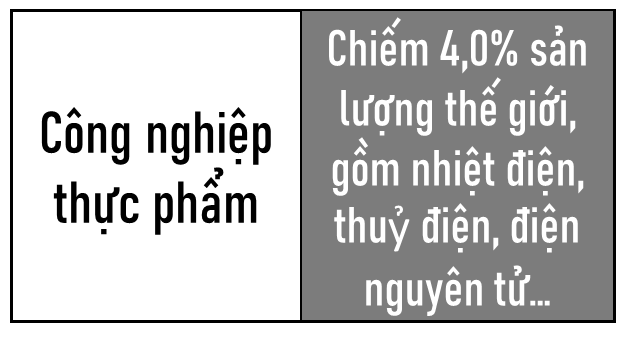 Công nghiệp
thực phẩm
Chiếm 4,0% sản
lượng thế giới,
gồm nhiệt điện,
thuỷ điện, điện
nguyên tử...